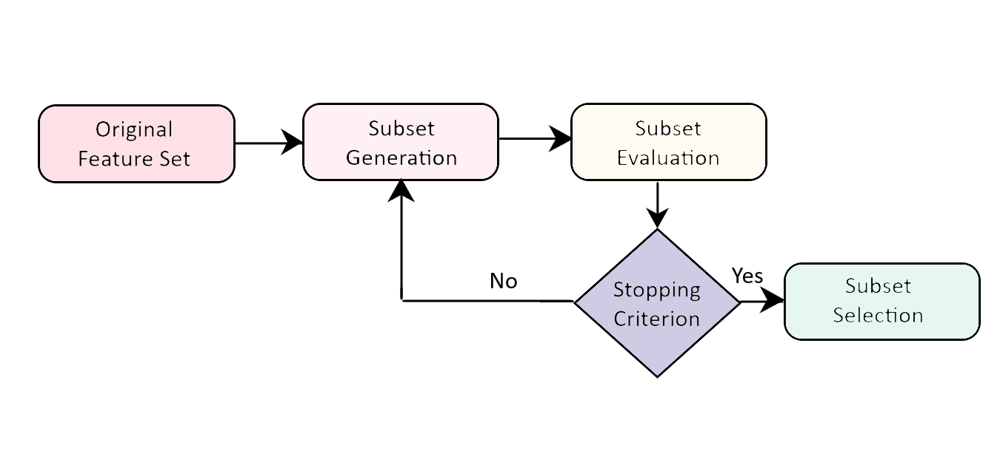 Original
Feature Set
Subset
Generation
Subset
Evaluation
Stopping
Criterion
No
Yes
Subset
Selection